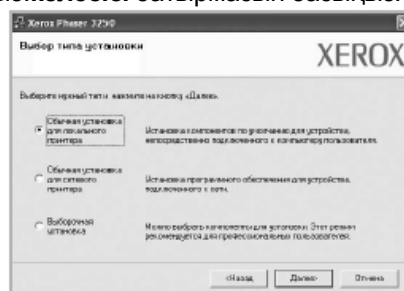 батырмасын
Xerox Phaser 3250
Выбор типа установки
XEROX
Выберите нужный тип и нажмите на кнопку «Далее».
Обычная установка
для локального
принтера
Установка компонентов по умолчанию для устройства,
непосредственно подключенного к компьютеру пользователя.
Обычная установка
для сетевого
принтера
Установка программного обеспечения для устройства,
подключенного к сети.
Выборочная
установка
Можно выбрать компоненты для установки. Этот режим
рекомендуется для профессиональных пользователей.
<Назад
Далее>
Отмена